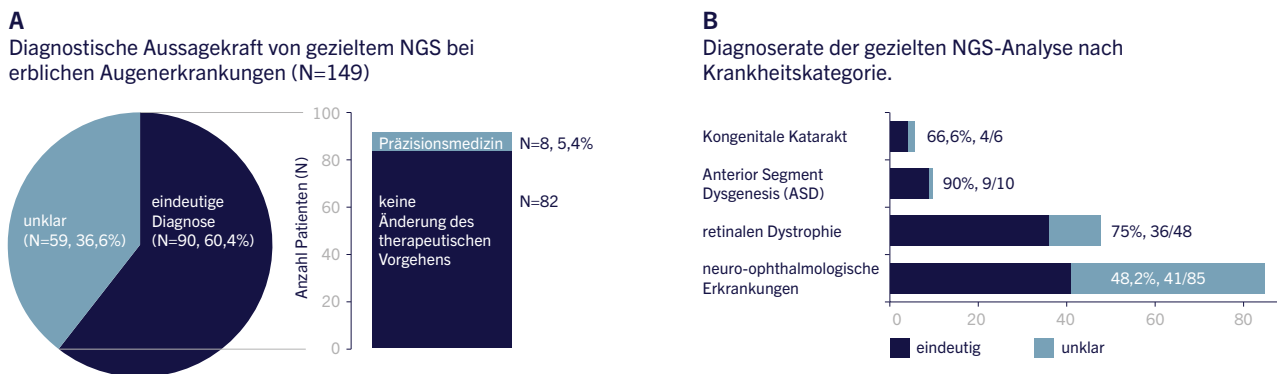 A
Diagnostische Aussagekraft von gezieltem NGS bei
erblichen Augenerkrankungen (N=149)
unklar
(N=59, 36,6%)
eindeutige
Diagnose
(N=90, 60,4%)
Anzahl Patienten (N)
100
80
60
40
20
0
Präzisionsmedizin
N=8, 5,4%
keine
Änderung des
therapeutischen
Vorgehens
N=82
B
Diagnoserate der gezielten NGS-Analyse nach
Krankheitskategorie.
Kongenitale Katarakt
66,6%, 4/6
Anterior Segment
Dysgenesis (ASD)
90%, 9/10
retinalen Dystrophie
75%, 36/48
neuro-ophthalmologische
Erkrankungen
48,2%, 41/85
0 20 40 60 80
eindeutig
unklar